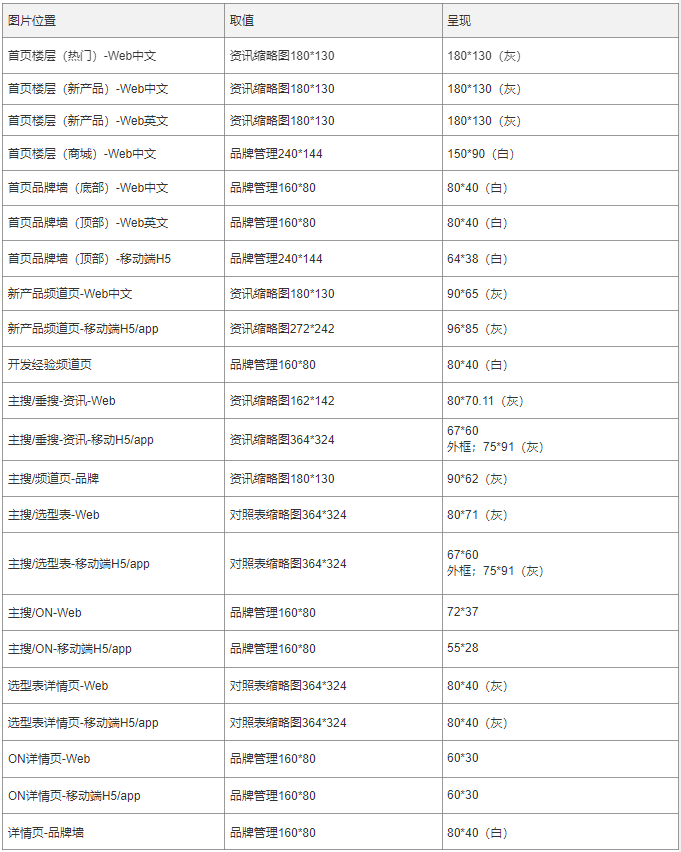 图片位置 取值 呈现
首页楼层（热门）-Web中文 资讯缩略图180*130 180*130（灰）
首页楼层（新产品）-Web中文 资讯缩略图180*130 180*130（灰）
首页楼层（新产品）-Web英文 资讯缩略图180*130 180*130（灰）
首页楼层（商城）-Web中文 品牌管理240*144 150*90（白）
首页品牌墙（底部）-Web中文 品牌管理160*80 80*40（白）
首页品牌墙（顶部）-Web英文 品牌管理160*80 80*40（白）
首页品牌墙（顶部）-移动端H5 品牌管理240*144 64*38（白）
新产品频道页-Web中文 资讯缩略图180*130 90*65（灰）
新产品频道页-移动端H5/app 资讯缩略图272*242 96*85（灰）
开发经验频道页 品牌管理160*80 80*40（白）
主搜/垂搜-资讯-Web 资讯缩略图162*142 80*70.11（灰）
主搜/垂搜-资讯-移动H5/app 资讯缩略图364*324 67*60
外框；75*91（灰）
主搜/频道页-品牌 资讯缩略图180*130 90*62（灰）
主搜/选型表-Web 对照表缩略图364*324 80*71（灰）
主搜/选型表-移动端H5/app 对照表缩略图364*324 67*60
外框；75*91（灰）
主搜/ON-Web 品牌管理160*80 72*37
主搜/ON-移动端H5/app 品牌管理160*80 55*28
选型表详情页-Web 对照表缩略图364*324 80*40（灰）
选型表详情页-移动端H5/app 对照表缩略图364*324 80*40（灰）
ON详情页-Web 品牌管理160*80 60*30
ON详情页-移动端H5/app 品牌管理160*80 60*30
详情页-品牌墙 品牌管理160*80 80*40（白）